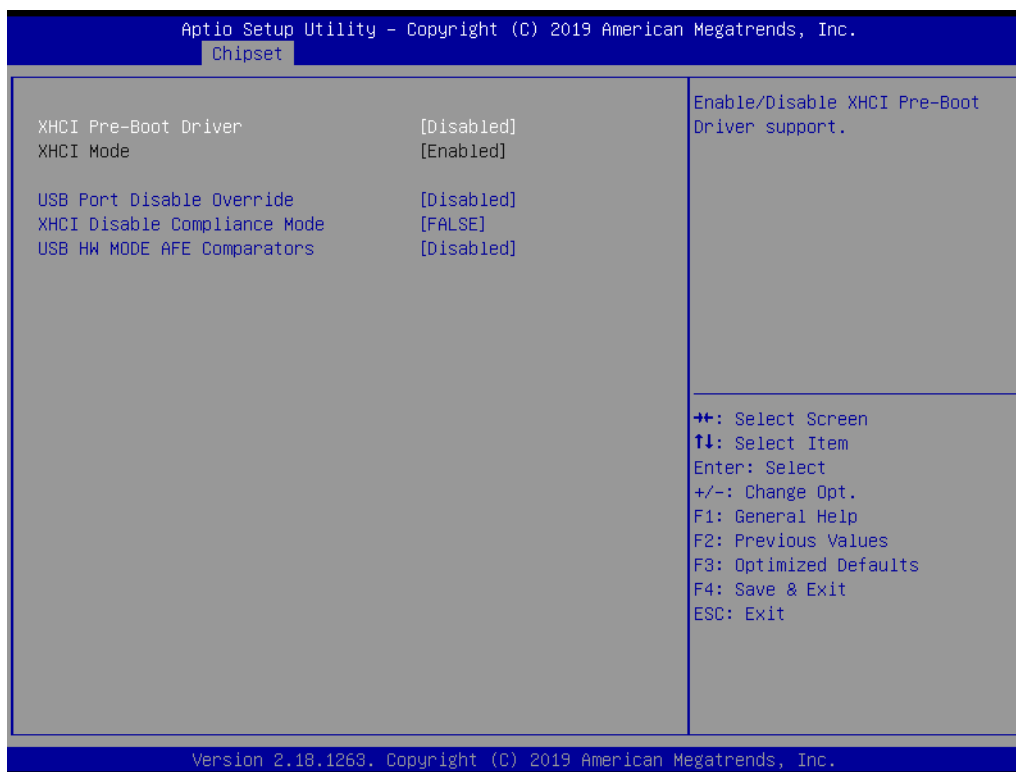 Aptio Setup Utility – Copyright (C) 2019 American Megatrends, Inc.
Chipset
XHCI Pre-Boot Driver [Disabled]
XHCI Mode [Enabled]
USB Port Disable Override [Disabled]
XHCI Disable Compliance Mode [FALSE]
USB HW MODE AFE Comparators [Disabled]
Enable/Disable XHCI Pre-Boot
Driver support.
→←: Select Screen
↑↓: Select Item
Enter: Select
+/-: Change Opt.
F1: General Help
F2: Previous Values
F3: Optimized Defaults
F4: Save & Exit
ESC: Exit
Version 2.18.1263. Copyright (C) 2019 American Megatrends, Inc.